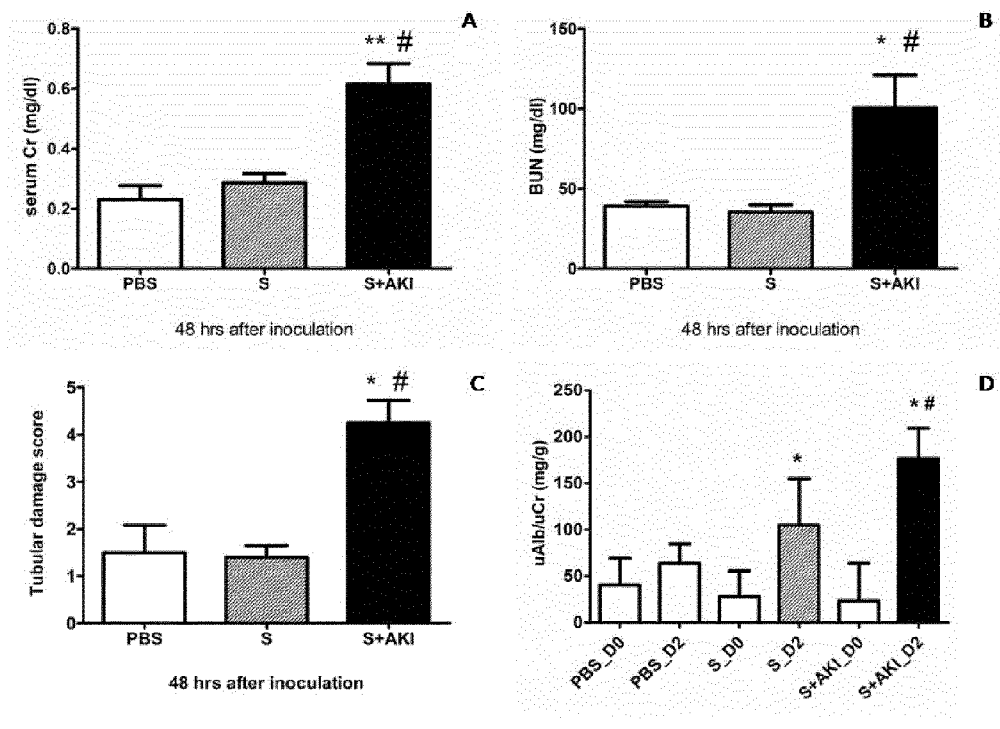 A
serum Cr (mg/dl)
0.8
0.6
0.4
0.2
0.0
** #
PBS S S+AKI
48 hrs after inoculation
B
BUN (mg/dl)
150
100
50
0
* #
PBS S S+AKI
48 hrs after inoculation
C
Tubular damage score
5
4
3
2
1
0
* #
PBS S S+AKI
48 hrs after inoculation
D
uAlb/uCr (mg/g)
250
200
150
100
50
0
*
* #
PBS_D0
PBS_D2
S_D0
S_D2
S+AKI_D0
S+AKI_D2